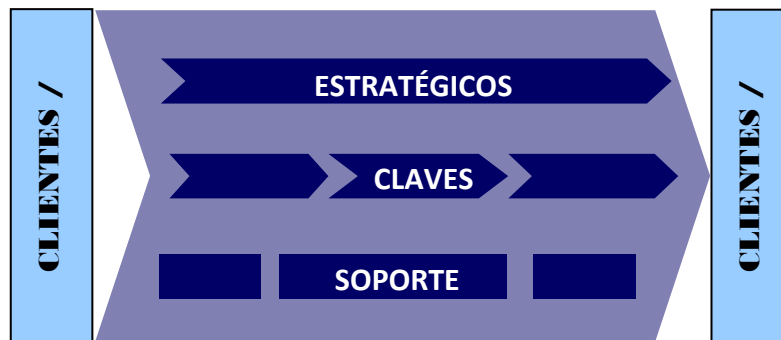 CLIENTES /
ESTRATÉGICOS
CLAVES
SOPORTE
CLIENTES /